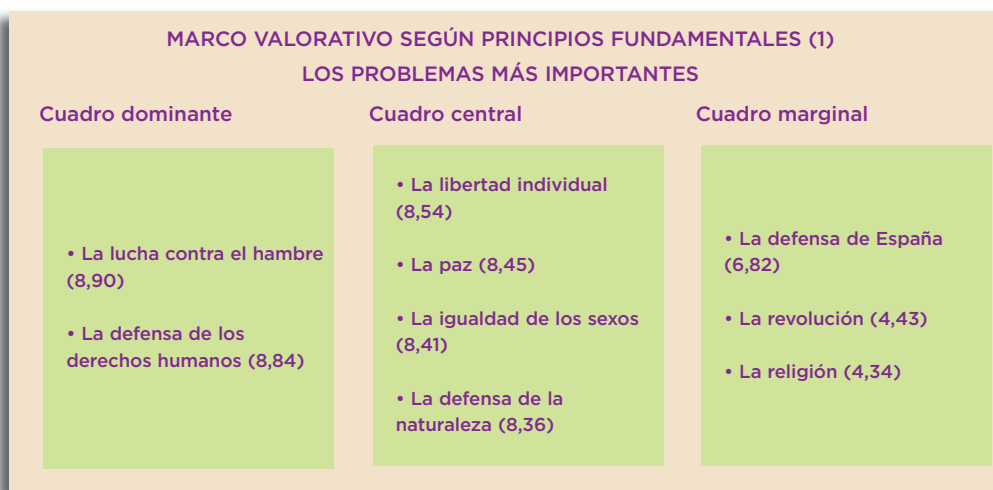 MARCO VALORATIVO SEGÚN PRINCIPIOS FUNDAMENTALES (1)
LOS PROBLEMAS MÁS IMPORTANTES
Cuadro dominante
• La lucha contra el hambre
(8,90)
• La defensa de los
derechos humanos (8,84)
Cuadro central
• La libertad individual
(8,54)
• La paz (8,45)
• La igualdad de los sexos
(8,41)
• La defensa de la
naturaleza (8,36)
Cuadro marginal
• La defensa de España
(6,82)
• La revolución (4,43)
• La religión (4,34)